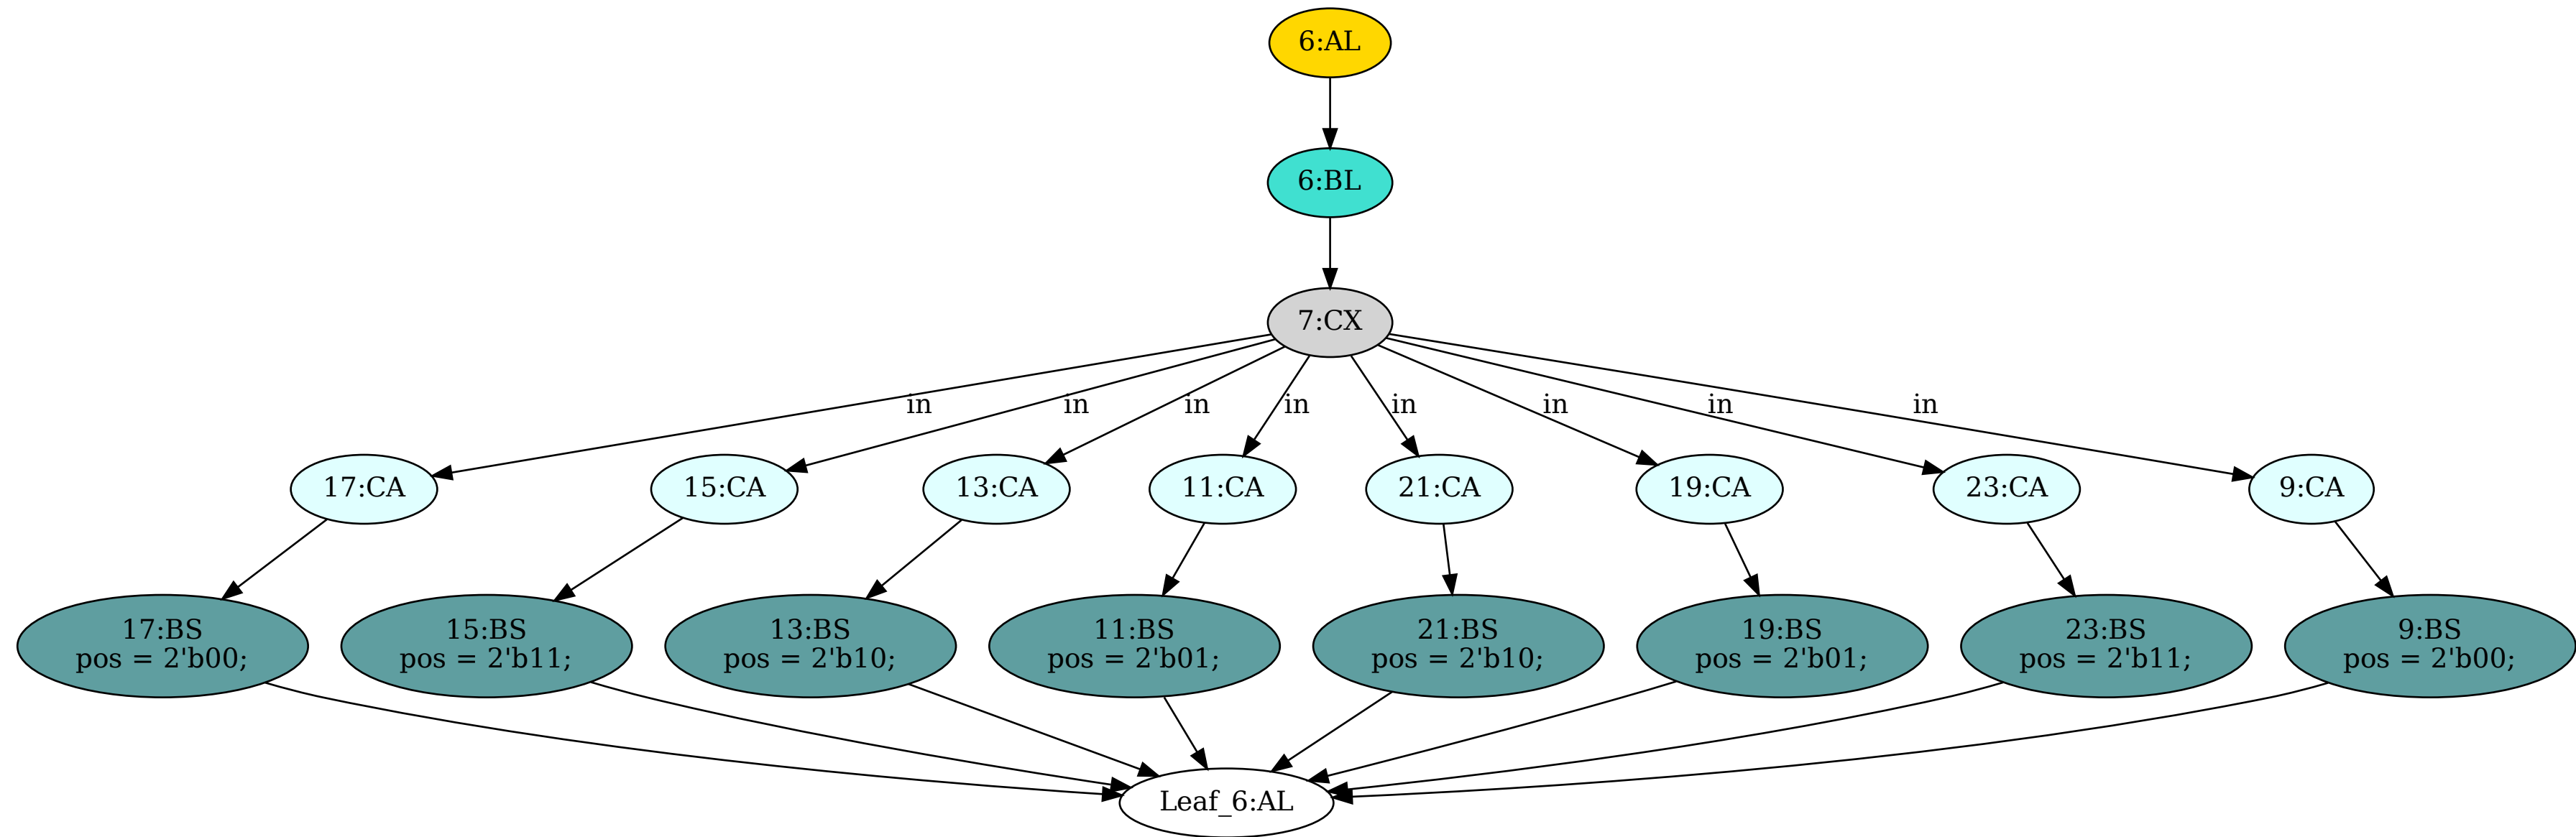 6:AL
6:BL
7:CX
in in in in in in in in
17:CA 15:CA 13:CA 11:CA 21:CA 19:CA 23:CA 9:CA
17:BS
pos = 2'b00;
15:BS
pos = 2'b11;
13:BS
pos = 2'b10;
11:BS
pos = 2'b01;
21:BS
pos = 2'b10;
19:BS
pos = 2'b01;
23:BS
pos = 2'b11;
9:BS
pos = 2'b00;
Leaf_6:AL